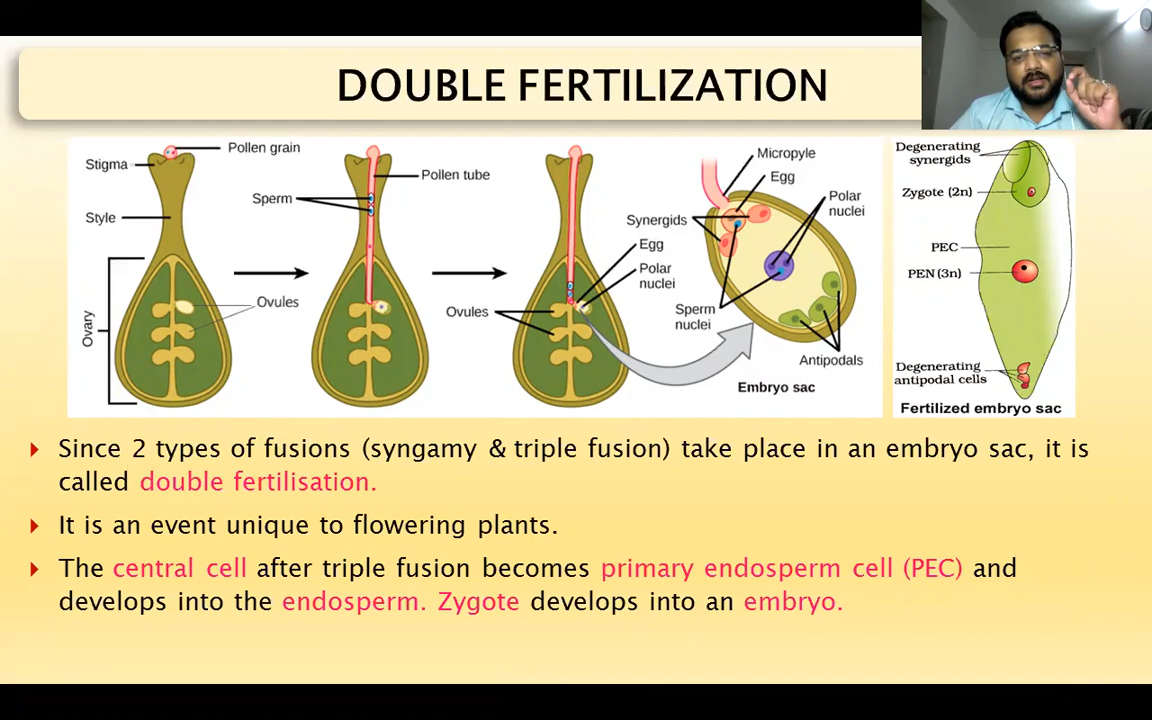 DOUBLE FERTILIZATION
Pollen grain
Stigma
Style
Ovary
Ovules
Sperm
Pollen tube
Egg
Polar
nuclei
Ovules
Micropyle
Egg
Polar
nuclei
Synergids
Sperm
nuclei
Antipodals
Embryo sac
Degenerating
synergids
Zygote (2n)
PEC
PEN (3n)
Degenerating
antipodal cells
Fertilized embryo sac
Since 2 types of fusions (syngamy & triple fusion) take place in an embryo sac, it is
called double fertilisation.
It is an event unique to flowering plants.
The central cell after triple fusion becomes primary endosperm cell (PEC) and
develops into the endosperm. Zygote develops into an embryo.